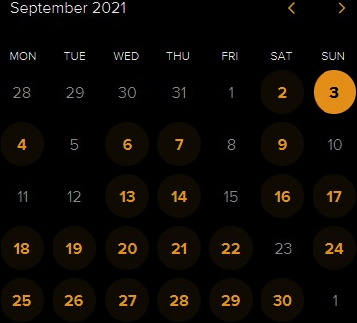 September 2021
MON TUE WED THU FRI SAT SUN
28 29 30 31 1 2 3
4 5 6 7 8 9 10
11 12 13 14 15 16 17
18 19 20 21 22 23 24
25 26 27 28 29 30 1